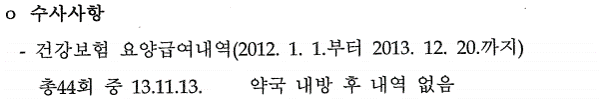 o 수사사항
- 건강보험 요양급여내역(2012. 1. 1.부터 2013. 12. 20.까지)
총44회 중 13.11.13. 약국 내방 후 내역 없음